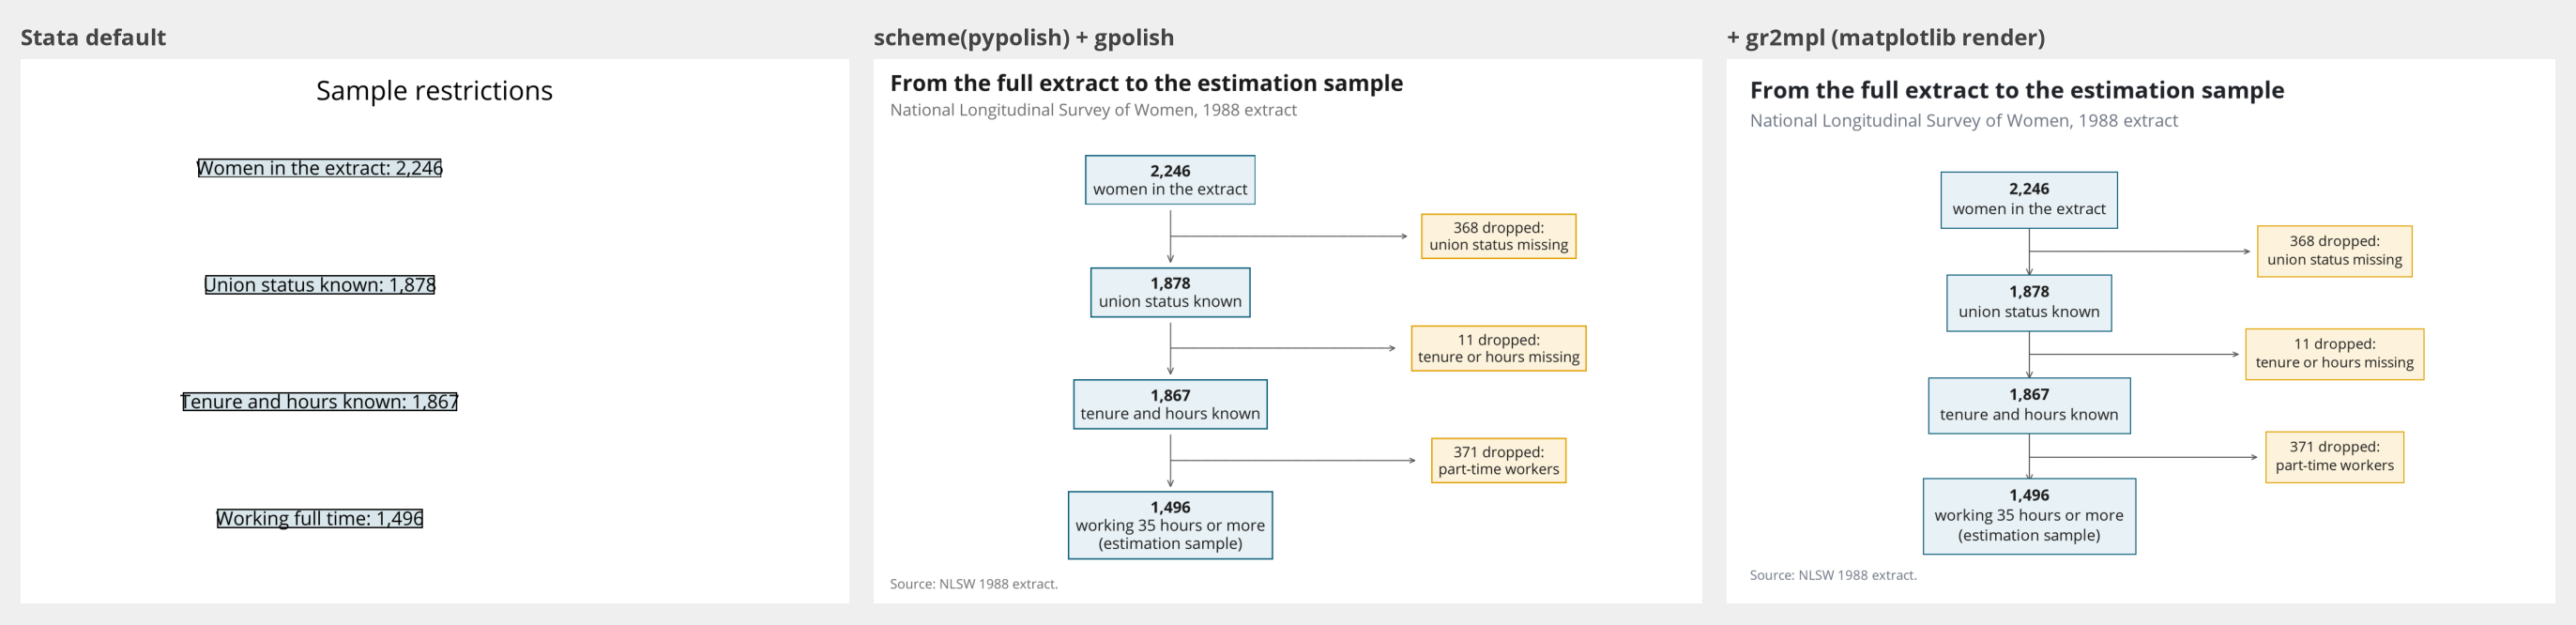 Stata default
Sample restrictions
Women in the extract: 2,246
Union status known: 1,878
Tenure and hours known: 1,867
Working full time: 1,496
scheme(pypolish) + gpolish
From the full extract to the estimation sample
National Longitudinal Survey of Women, 1988 extract
2,246
women in the extract
368 dropped:
union status missing
1,878
union status known
11 dropped:
tenure or hours missing
1,867
tenure and hours known
371 dropped:
part-time workers
1,496
working 35 hours or more
(estimation sample)
Source: NLSW 1988 extract.
+ gr2mpl (matplotlib render)
From the full extract to the estimation sample
National Longitudinal Survey of Women, 1988 extract
2,246
women in the extract
368 dropped:
union status missing
1,878
union status known
11 dropped:
tenure or hours missing
1,867
tenure and hours known
371 dropped:
part-time workers
1,496
working 35 hours or more
(estimation sample)
Source: NLSW 1988 extract.